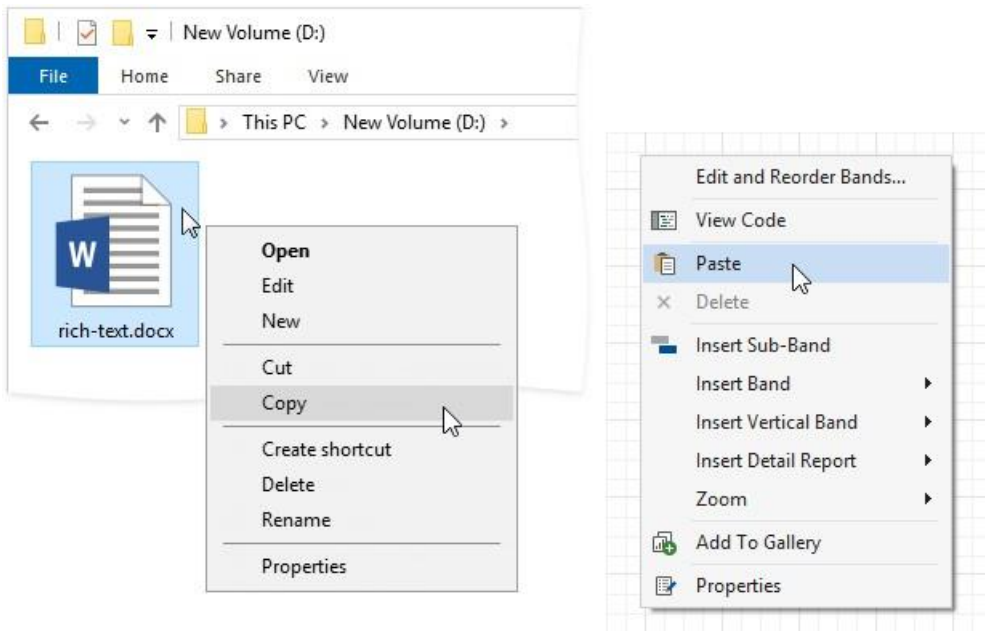 New Volume (D:)
File Home Share View
This PC New Volume (D:)
W
rich-text.docx
Open
Edit
New
Cut
Copy
Create shortcut
Delete
Rename
Properties
Edit and Reorder Bands...
View Code
Paste
Delete
Insert Sub-Band
Insert Band
Insert Vertical Band
Insert Detail Report
Zoom
Add To Gallery
Properties